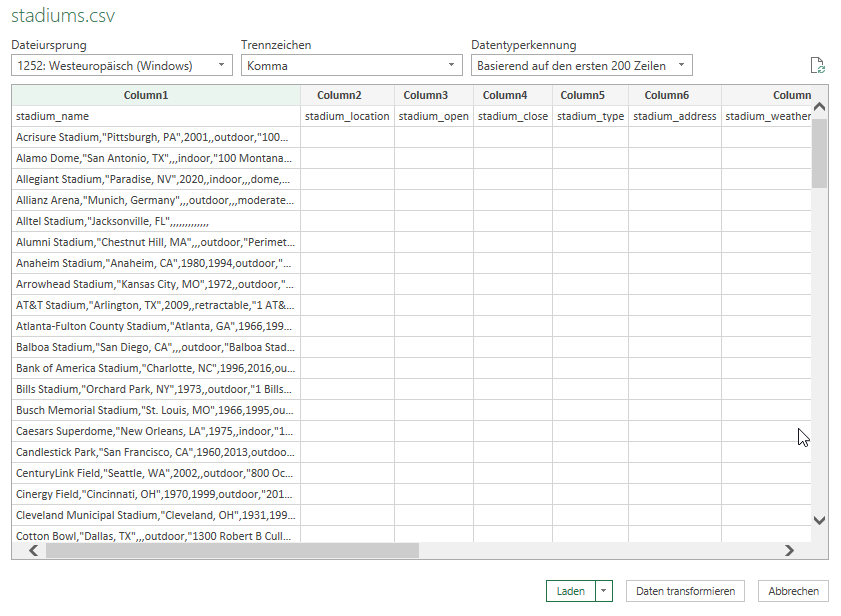 stadiums.csv
Dateiursprung Trennzeichen Datentyperkennung
1252: Westeuropäisch (Windows) Komma Basierend auf den ersten 200 Zeilen
Column1 Column2 Column3 Column4 Column5 Column6 Column
stadium_name stadium_location stadium_open stadium_close stadium_type stadium_address stadium_weather
Acrisure Stadium,"Pittsburgh, PA",2001,,outdoor,"100...
Alamo Dome,"San Antonio, TX",,,indoor,"100 Montana...
Allegiant Stadium,"Paradise, NV",2020,,indoor,,,dome,...
Allianz Arena,"Munich, Germany",,,outdoor,,,moderate...
Alltel Stadium,"Jacksonville, FL",,,,,,,,,,,,,
Alumni Stadium,"Chestnut Hill, MA",,,outdoor,"Perimet...
Anaheim Stadium,"Anaheim, CA",1980,1994,outdoor,"...
Arrowhead Stadium,"Kansas City, MO",1972,,outdoor,"...
AT&T Stadium,"Arlington, TX",2009,,retractable,"1 AT&...
Atlanta-Fulton County Stadium,"Atlanta, GA",1966,199...
Balboa Stadium,"San Diego, CA",,,outdoor,"Balboa Stad...
Bank of America Stadium,"Charlotte, NC",1996,2016,ou...
Bills Stadium,"Orchard Park, NY",1973,,outdoor,"1 Bills...
Busch Memorial Stadium,"St. Louis, MO",1966,1995,ou...
Caesars Superdome,"New Orleans, LA",1975,,indoor,"1...
Candlestick Park,"San Francisco, CA",1960,2013,outdoo...
CenturyLink Field,"Seattle, WA",2002,,outdoor,"800 Oc...
Cinergy Field,"Cincinnati, OH",1970,1999,outdoor,"201...
Cleveland Municipal Stadium,"Cleveland, OH",1931,199...
Cotton Bowl,"Dallas, TX",,,outdoor,"1300 Robert B Cull...
Laden Daten transformieren Abbrechen